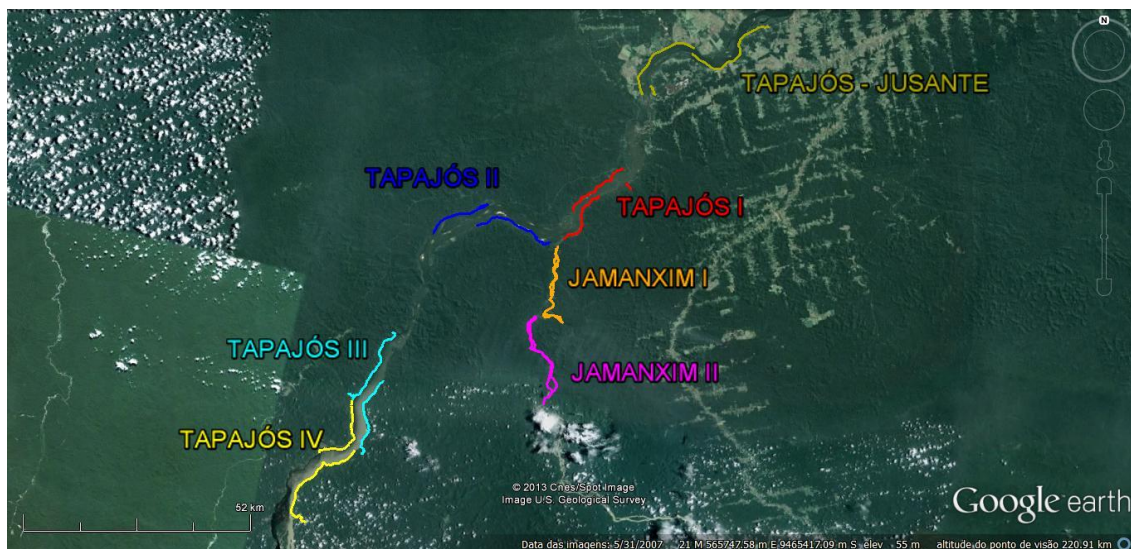 N
TAPAJÓS - JUSANTE
TAPAJÓS II
TAPAJÓS I
JAMANXIM I
TAPAJÓS III
JAMANXIM II
TAPAJÓS IV
© 2013 Cnes/Spot Image
Image U.S. Geological Survey
52 km
Google earth
Data das imagens: 5/31/2007 21 M 565747.58 m E 9465417.09 m S elev 55 m altitude do ponto de visão 220.91 km